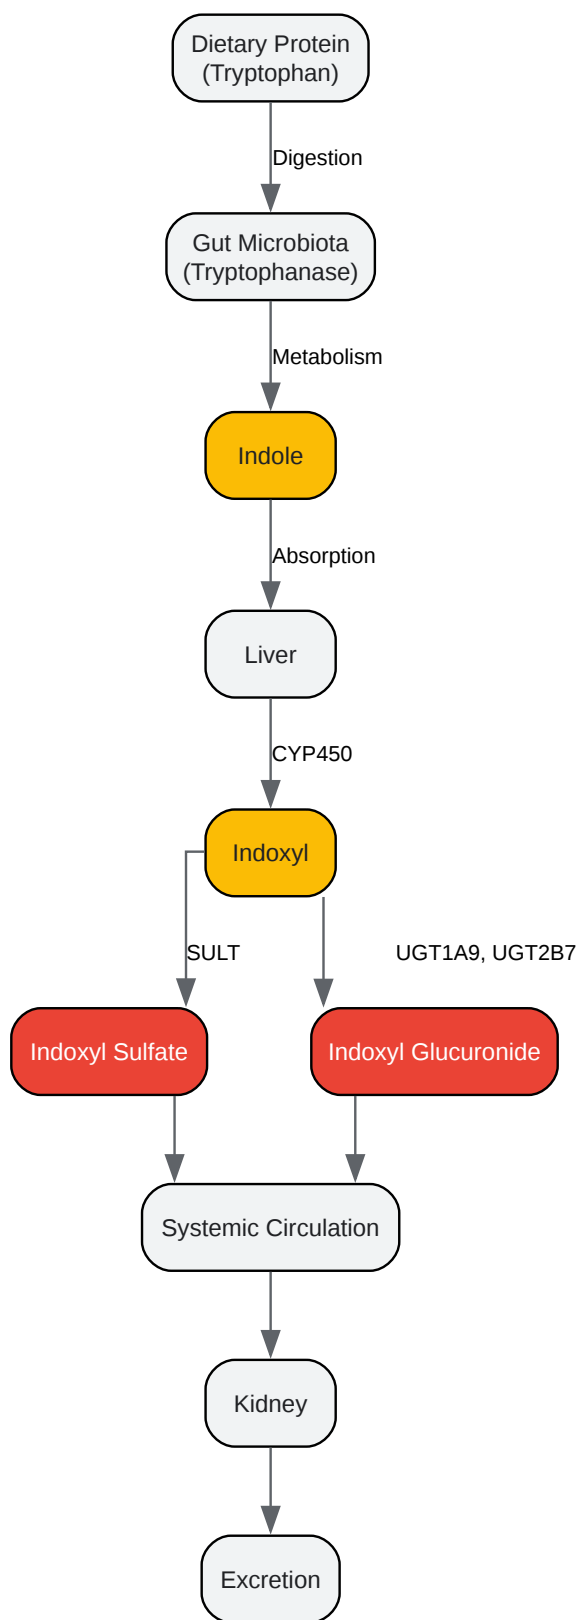 Dietary Protein
(Tryptophan)
Digestion
Gut Microbiota
(Tryptophanase)
Metabolism
Indole
Absorption
Liver
CYP450
Indoxyl
SULT
UGT1A9, UGT2B7
Indoxyl Sulfate
Indoxyl Glucuronide
Systemic Circulation
Kidney
Excretion